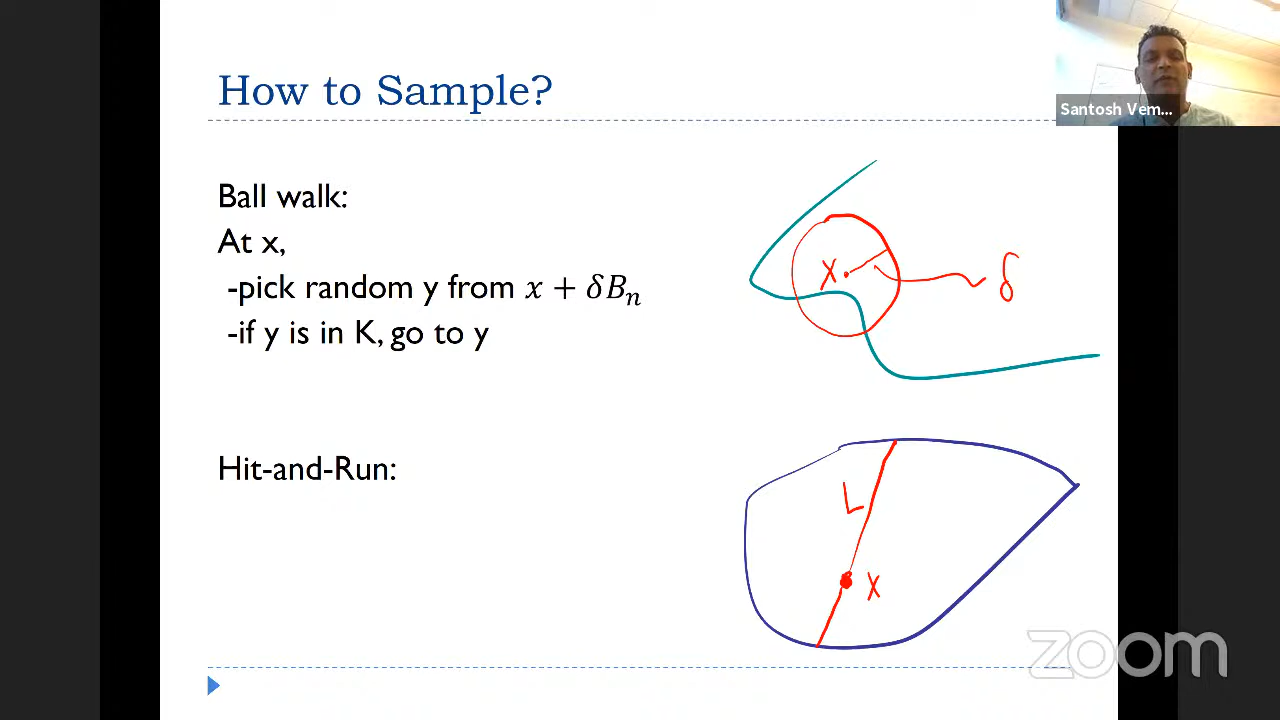 How to Sample?
Santosh Vem...
Ball walk:
At x,
-pick random y from x + δBₙ
-if y is in K, go to y
X
δ
Hit-and-Run:
L
X
zoom